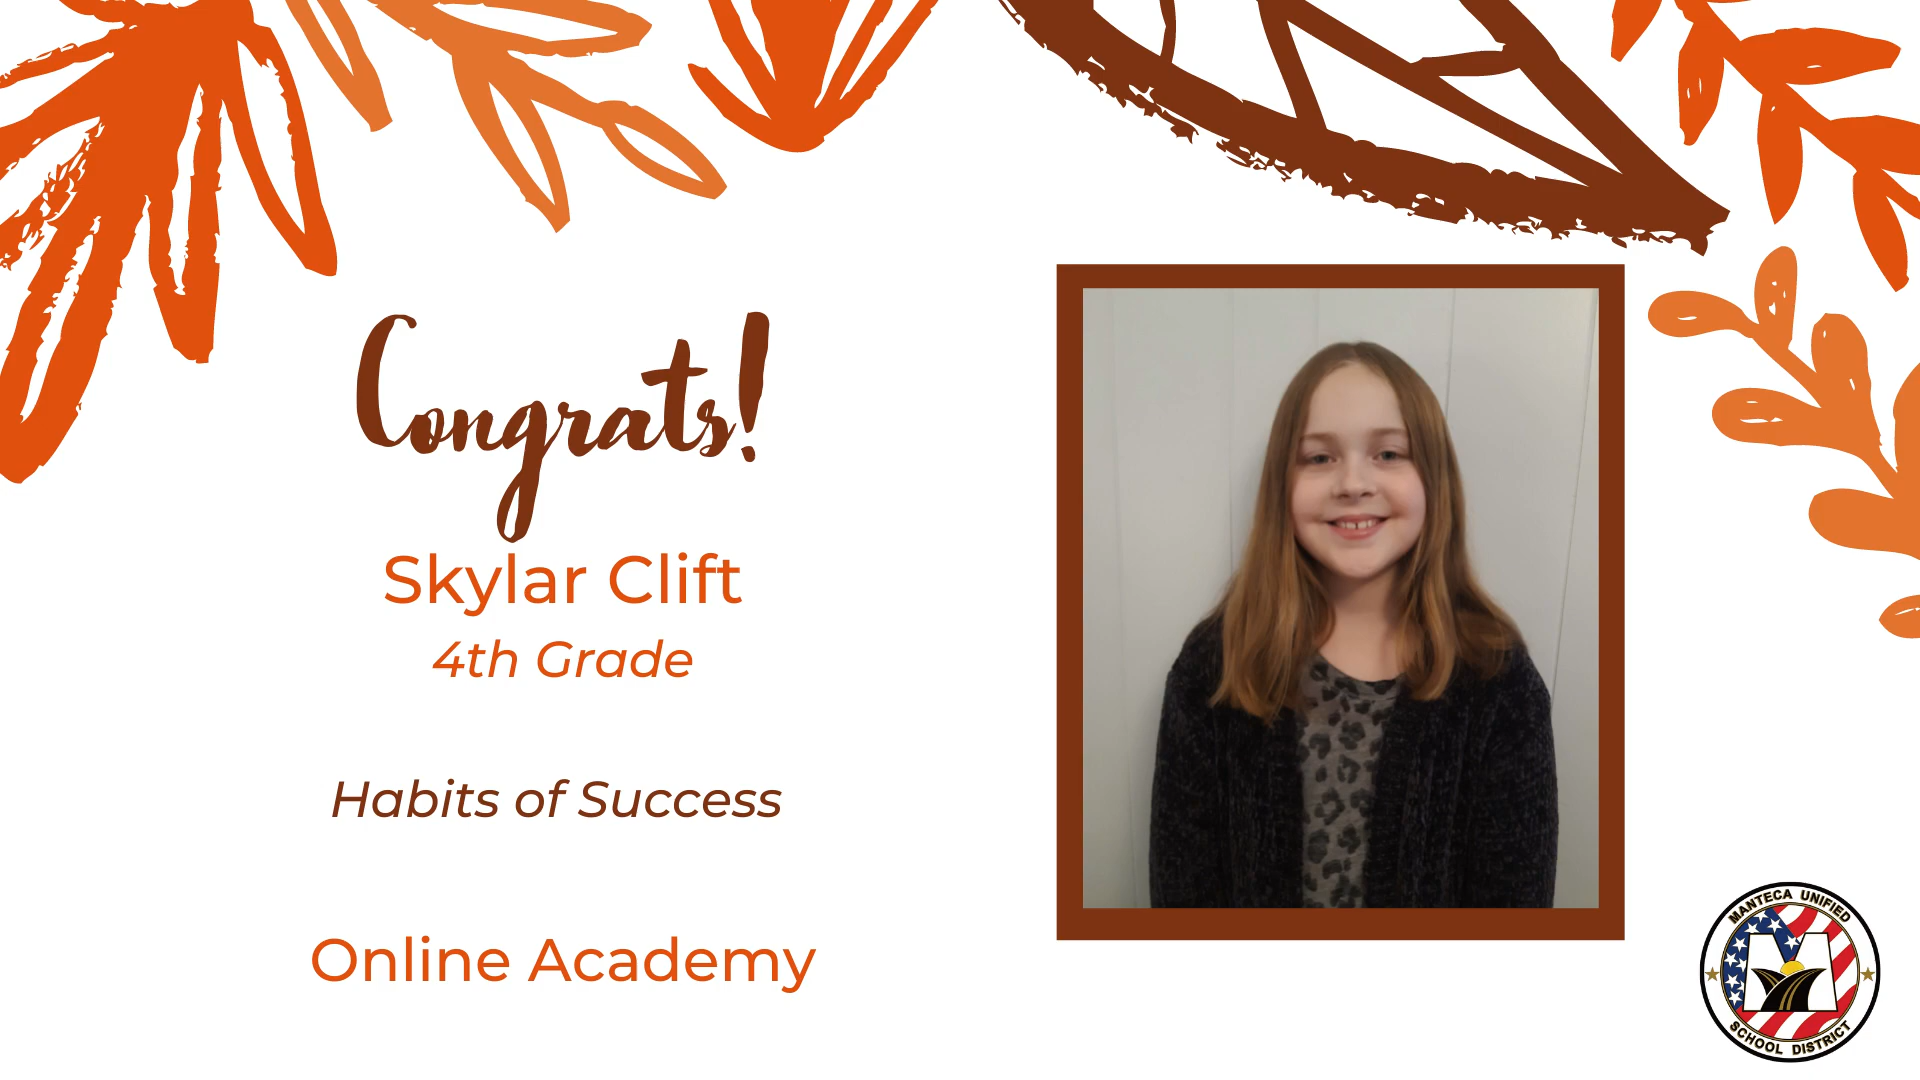 Congrats!
Skylar Clift
4th Grade
Habits of Success
Online Academy
MANTECA UNIFIED
SCHOOL DISTRICT